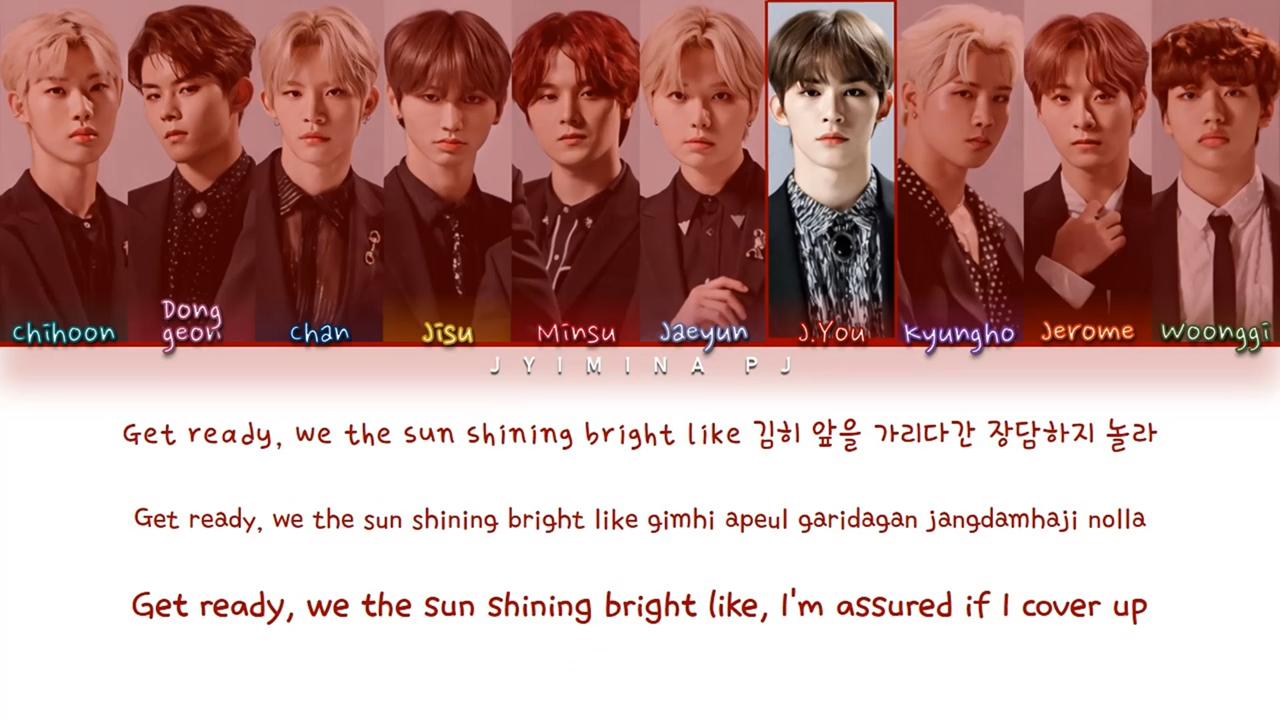 Chihoon
Dong
geon
Chan
Jisu
Minsu
Jaeyun
J.You
Kyungho
Jerome
Woonggi
JYIMINA PJ
Get ready, we the sun shining bright like 김히 앞을 가리다간 장담하지 놀라
Get ready, we the sun shining bright like gimhi apeul garidagan jangdamhaji nolla
Get ready, we the sun shining bright like, I'm assured if I cover up